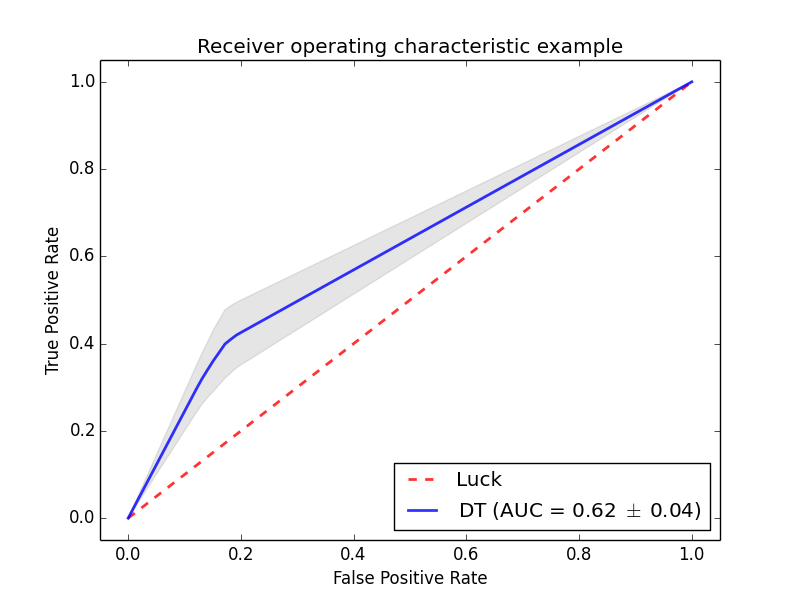 Receiver operating characteristic example
True Positive Rate
1.0
0.8
0.6
0.4
0.2
0.0
Luck
DT (AUC = 0.62 ± 0.04)
0.0 0.2 0.4 0.6 0.8 1.0
False Positive Rate